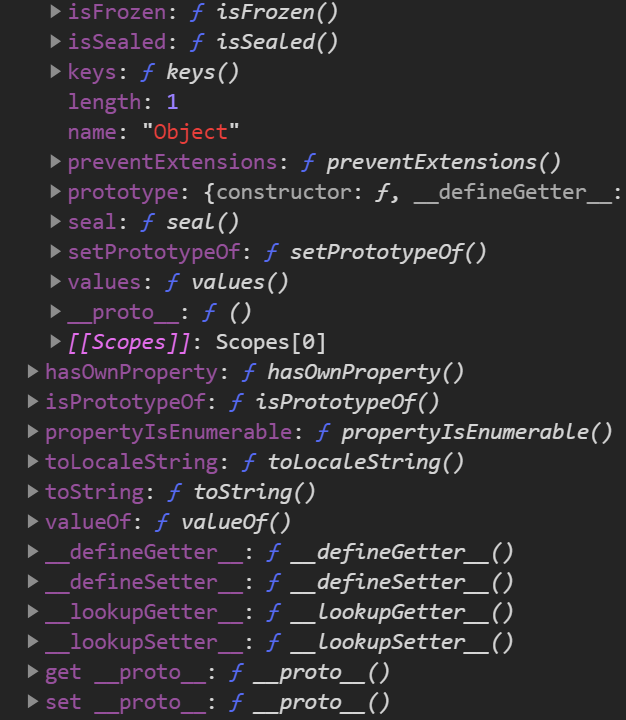 isFrozen: ƒ isFrozen()
isSealed: ƒ isSealed()
keys: ƒ keys()
length: 1
name: "Object"
preventExtensions: ƒ preventExtensions()
prototype: {constructor: ƒ, __defineGetter__:
seal: ƒ seal()
setPrototypeOf: ƒ setPrototypeOf()
values: ƒ values()
__proto__: ƒ ()
[[Scopes]]: Scopes[0]
hasOwnProperty: ƒ hasOwnProperty()
isPrototypeOf: ƒ isPrototypeOf()
propertyIsEnumerable: ƒ propertyIsEnumerable()
toLocaleString: ƒ toLocaleString()
toString: ƒ toString()
valueOf: ƒ valueOf()
__defineGetter__: ƒ __defineGetter__()
__defineSetter__: ƒ __defineSetter__()
__lookupGetter__: ƒ __lookupGetter__()
__lookupSetter__: ƒ __lookupSetter__()
get __proto__: ƒ __proto__()
set __proto__: ƒ __proto__()